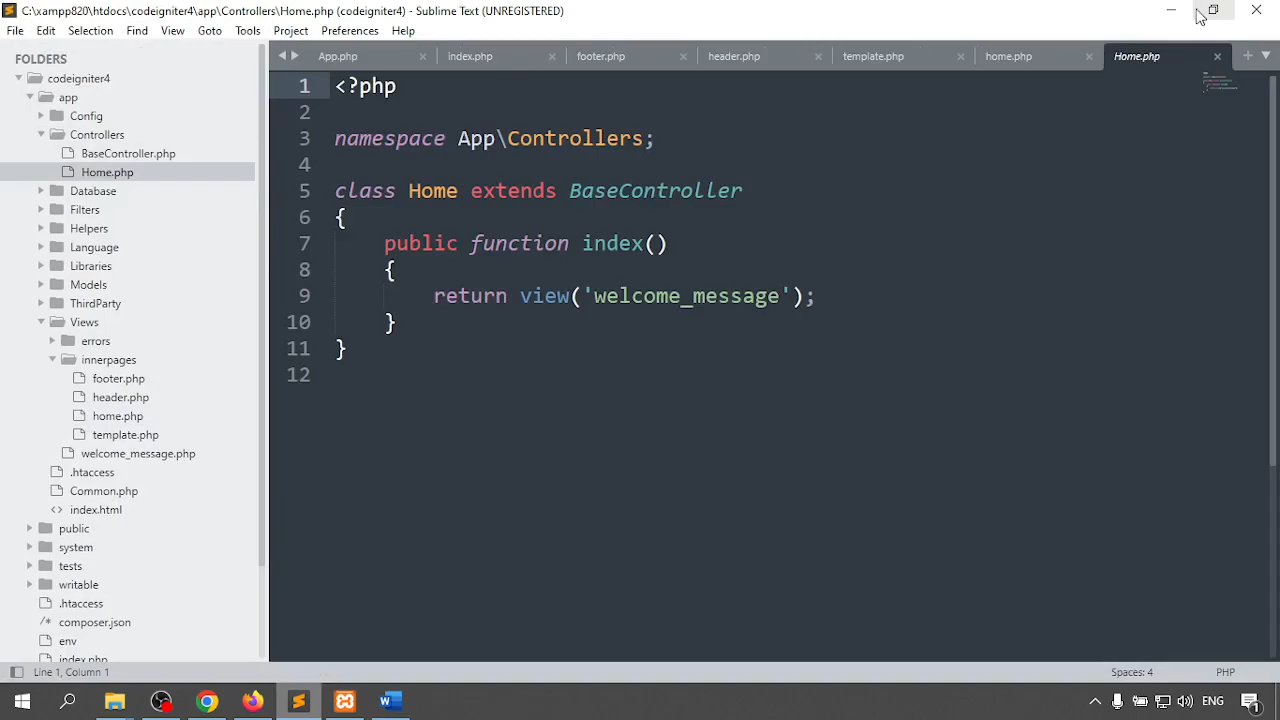 C:\xampp820\htdocs\codeigniter4\app\Controllers\Home.php (codeigniter4) - Sublime Text (UNREGISTERED)
File Edit Selection Find View Goto Tools Project Preferences Help
FOLDERS
codeigniter4
app
Config
Controllers
BaseController.php
Home.php
Database
Filters
Helpers
Language
Libraries
Models
ThirdParty
Views
errors
innerpages
footer.php
header.php
home.php
template.php
welcome_message.php
.htaccess
Common.php
<> index.html
public
system
tests
writable
.htaccess
/* composer.json
env
index.php
App.php index.php footer.php header.php template.php home.php Home.php
1 <?php
2
3 namespace App\Controllers;
4
5 class Home extends BaseController
6 {
7 public function index()
8 {
9 return view('welcome_message');
10 }
11 }
12
Line 1, Column 1 Spaces: 4 PHP
ENG 1